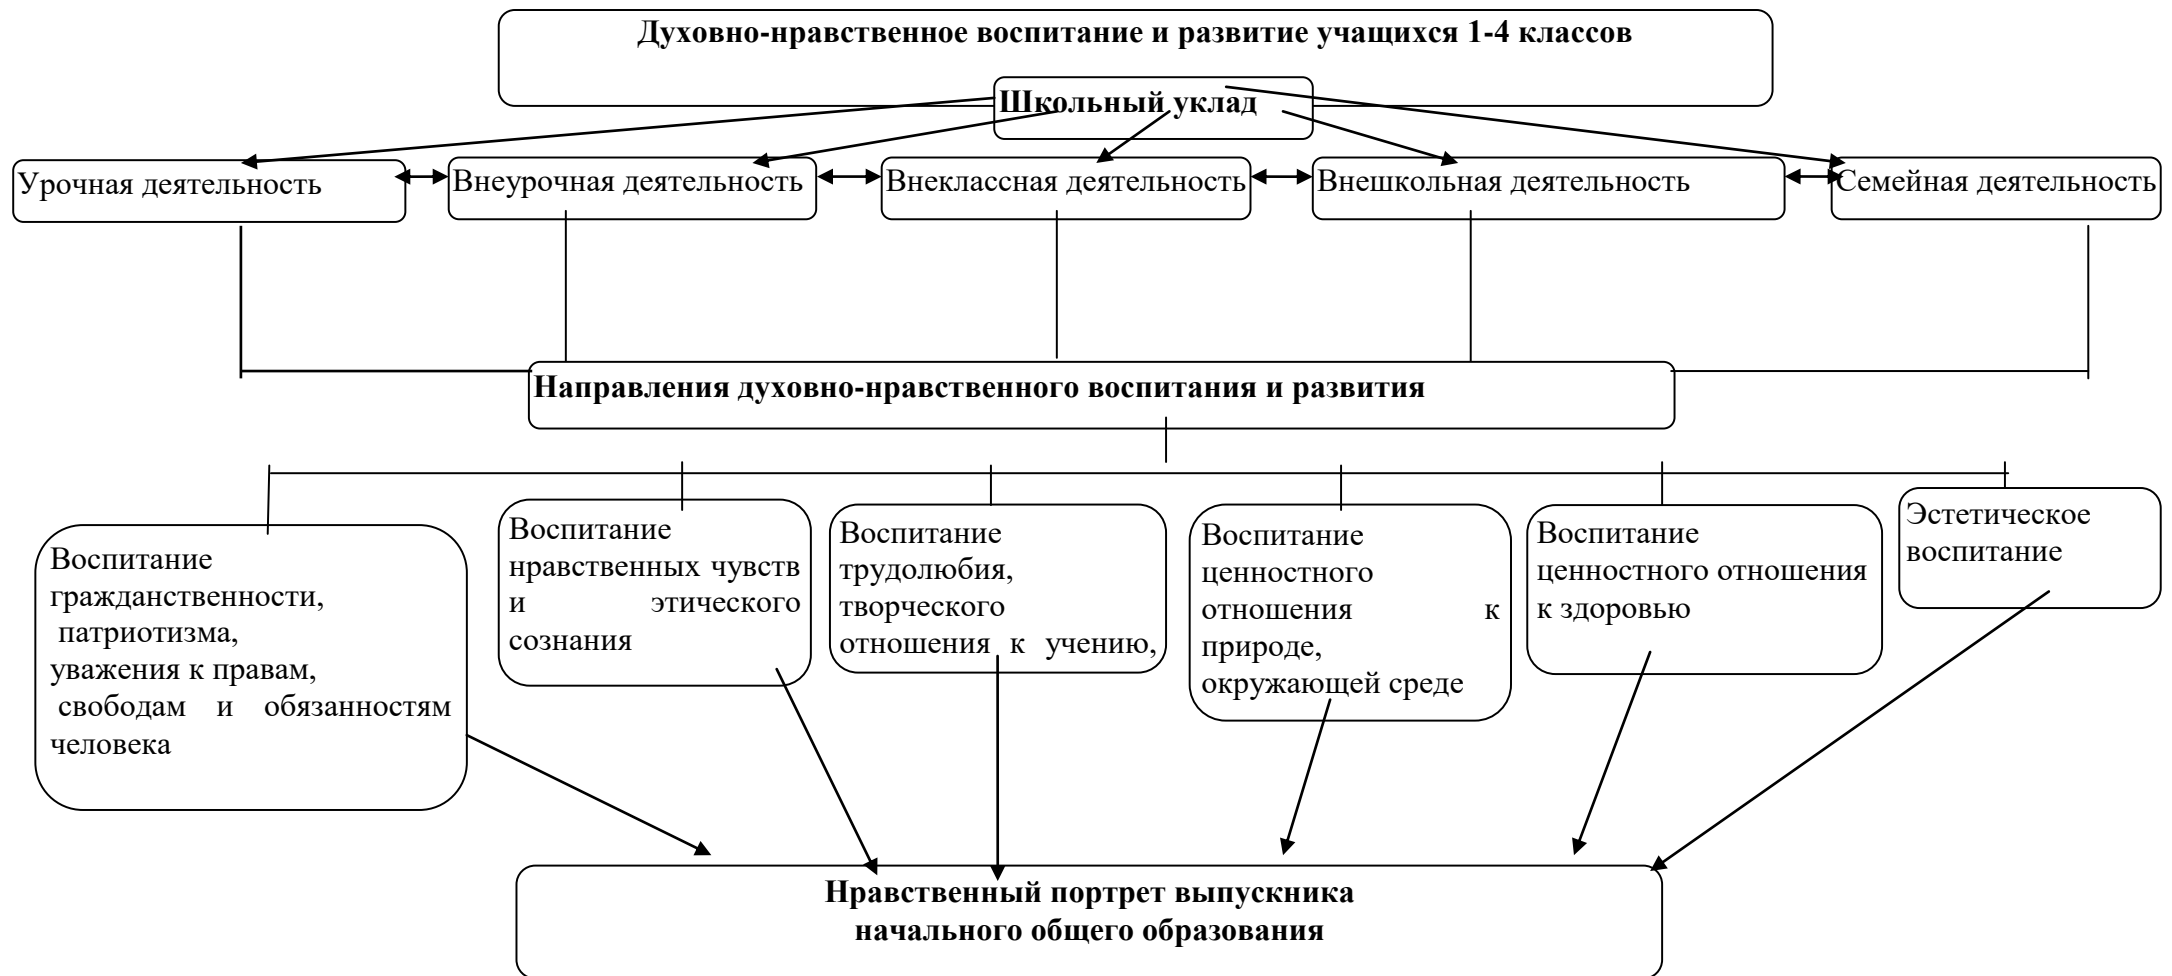 Духовно-нравственное воспитание и развитие учащихся 1-4 классов
Школьный уклад
Урочная деятельность
Внеурочная деятельность
Внеклассная деятельность
Внешкольная деятельность
Семейная деятельность
Направления духовно-нравственного воспитания и развития
Воспитание
гражданственности,
патриотизма,
уважения к правам,
свободам и обязанностям
человека
Воспитание
нравственных чувств
и этического
сознания
Воспитание
трудолюбия,
творческого
отношения к учению,
Воспитание
ценностного
отношения к
природе,
окружающей среде
Воспитание
ценностного отношения
к здоровью
Эстетическое
воспитание
Нравственный портрет выпускника
начального общего образования